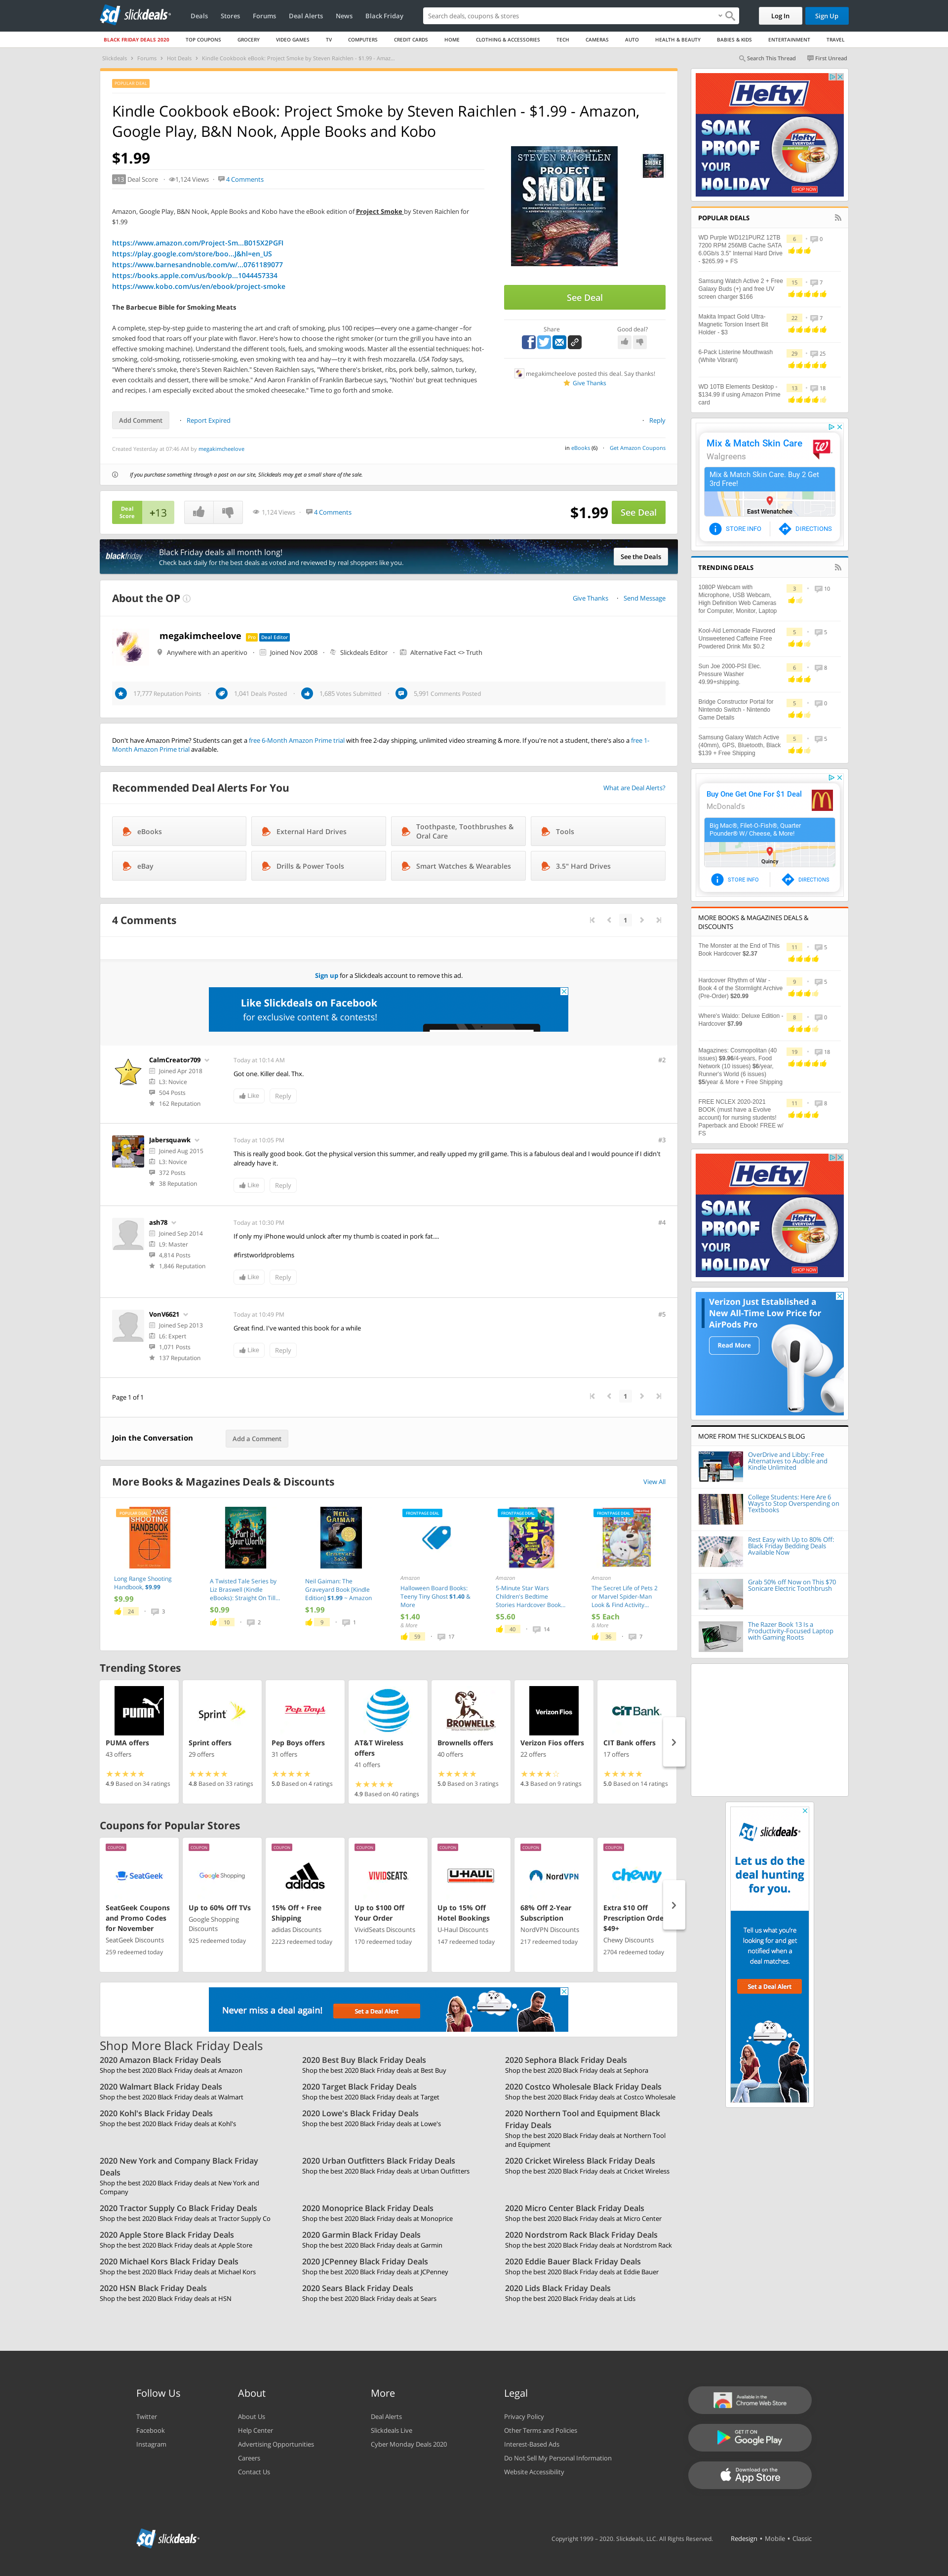 slickdeals
Deals
Stores
Forums
Deal Alerts
News
Black Friday
Search deals, coupons & stores
Log In
Sign Up
BLACK FRIDAY DEALS 2020
TOP COUPONS
GROCERY
VIDEO GAMES
TV
COMPUTERS
CREDIT CARDS
HOME
CLOTHING & ACCESSORIES
TECH
CAMERAS
AUTO
HEALTH & BEAUTY
BABIES & KIDS
ENTERTAINMENT
TRAVEL
Slickdeals > Forums > Hot Deals > Kindle Cookbook eBook: Project Smoke by Steven Raichlen - $1.99 - Amaz...
Search This Thread
First Unread
POPULAR DEAL
Kindle Cookbook eBook: Project Smoke by Steven Raichlen - $1.99 - Amazon,
Google Play, B&N Nook, Apple Books and Kobo
$1.99
+13 Deal Score
1,124 Views
4 Comments
Amazon, Google Play, B&N Nook, Apple Books and Kobo have the eBook edition of Project Smoke by Steven Raichlen for
$1.99
https://www.amazon.com/Project-Sm...B015X2PGFI
https://play.google.com/store/boo...J&hl=en_US
https://www.barnesandnoble.com/w/...0761189077
https://books.apple.com/us/book/p...1044457334
https://www.kobo.com/us/en/ebook/project-smoke
The Barbecue Bible for Smoking Meats
A complete, step-by-step guide to mastering the art and craft of smoking, plus 100 recipes—every one a game-changer –for
smoked food that roars off your plate with flavor. Here's how to choose the right smoker (or turn the grill you have into an
effective smoking machine). Understand the different tools, fuels, and smoking woods. Master all the essential techniques: hot-
smoking, cold-smoking, rotisserie-smoking, even smoking with tea and hay—try it with fresh mozzarella. USA Today says,
"Where there's smoke, there's Steven Raichlen." Steven Raichlen says, "Where there's brisket, ribs, pork belly, salmon, turkey,
even cocktails and dessert, there will be smoke." And Aaron Franklin of Franklin Barbecue says, "Nothin' but great techniques
and recipes. I am especially excited about the smoked cheesecake." Time to go forth and smoke.
STEVEN RAICHLEN
PROJECT
SMOKE
See Deal
Share
Good deal?
megakimcheelove posted this deal. Say thanks!
Give Thanks
Add Comment
Report Expired
Reply
Created Yesterday at 07:46 AM by megakimcheelove
in eBooks (6)
Get Amazon Coupons
If you purchase something through a post on our site, Slickdeals may get a small share of the sale.
Deal
Score
+13
1,124 Views
4 Comments
$1.99
See Deal
blackfriday
Black Friday deals all month long!
Check back daily for the best deals as voted and reviewed by real shoppers like you.
See the Deals
About the OP
Give Thanks
Send Message
megakimcheelove
Pro
Deal Editor
Anywhere with an aperitivo
Joined Nov 2008
Slickdeals Editor
Alternative Fact <> Truth
17,777 Reputation Points
1,041 Deals Posted
1,685 Votes Submitted
5,991 Comments Posted
Don't have Amazon Prime? Students can get a free 6-Month Amazon Prime trial with free 2-day shipping, unlimited video streaming & more. If you're not a student, there's also a free 1-
Month Amazon Prime trial available.
Recommended Deal Alerts For You
What are Deal Alerts?
eBooks
External Hard Drives
Toothpaste, Toothbrushes &
Oral Care
Tools
eBay
Drills & Power Tools
Smart Watches & Wearables
3.5" Hard Drives
4 Comments
1
Sign up for a Slickdeals account to remove this ad.
Like Slickdeals on Facebook
for exclusive content & contests!
CalmCreator709
Joined Apr 2018
L3: Novice
504 Posts
162 Reputation
Today at 10:14 AM
#2
Got one. Killer deal. Thx.
Like
Reply
Jabersquawk
Joined Aug 2015
L3: Novice
372 Posts
38 Reputation
Today at 10:05 PM
#3
This is really good book. Got the physical version this summer, and really upped my grill game. This is a fabulous deal and I would pounce if I didn't
already have it.
Like
Reply
ash78
Joined Sep 2014
L9: Master
4,814 Posts
1,846 Reputation
Today at 10:30 PM
#4
If only my iPhone would unlock after my thumb is coated in pork fat....
#firstworldproblems
Like
Reply
VonV6621
Joined Sep 2013
L6: Expert
1,071 Posts
137 Reputation
Today at 10:49 PM
#5
Great find. I've wanted this book for a while
Like
Reply
Page 1 of 1
1
Join the Conversation
Add a Comment
More Books & Magazines Deals & Discounts
View All
Long Range Shooting
Handbook, $9.99
$9.99
24
3
A Twisted Tale Series by
Liz Braswell (Kindle
eBooks): Straight On Till...
$0.99
10
2
Neil Gaiman: The
Graveyard Book [Kindle
Edition] $1.99 ~ Amazon
$1.99
9
1
FRONTPAGE DEAL
Amazon
Halloween Board Books:
Teeny Tiny Ghost $1.40 &
More
$1.40
& More
59
17
FRONTPAGE DEAL
Amazon
5-Minute Star Wars
Children's Bedtime
Stories Hardcover Book...
$5.60
40
14
FRONTPAGE DEAL
Amazon
The Secret Life of Pets 2
or Marvel Spider-Man
Look & Find Activity...
$5 Each
& More
36
7
Trending Stores
PUMA
PUMA offers
43 offers
4.9 Based on 34 ratings
Sprint
Sprint offers
29 offers
4.8 Based on 33 ratings
Pep Boys
Pep Boys offers
31 offers
5.0 Based on 4 ratings
AT&T Wireless
offers
41 offers
4.9 Based on 40 ratings
BROWNELLS
Brownells offers
40 offers
5.0 Based on 3 ratings
Verizon Fios
Verizon Fios offers
22 offers
4.3 Based on 9 ratings
CIT BANK
CIT Bank offers
17 offers
5.0 Based on 14 ratings
Coupons for Popular Stores
COUPON
SeatGeek
SeatGeek Coupons
and Promo Codes
for November
SeatGeek Discounts
259 redeemed today
COUPON
Google Shopping
Up to 60% Off TVs
Google Shopping
Discounts
925 redeemed today
COUPON
adidas
15% Off + Free
Shipping
adidas Discounts
2223 redeemed today
COUPON
VIVIDSEATS
Up to $100 Off
Your Order
VividSeats Discounts
170 redeemed today
COUPON
U-HAUL
Up to 15% Off
Hotel Bookings
U-Haul Discounts
147 redeemed today
COUPON
NordVPN
68% Off 2-Year
Subscription
NordVPN Discounts
217 redeemed today
COUPON
chewy
Extra $10 Off
Prescription Orde
$49+
Chewy Discounts
2704 redeemed today
Never miss a deal again!
Set a Deal Alert
Shop More Black Friday Deals
2020 Amazon Black Friday Deals
Shop the best 2020 Black Friday deals at Amazon
2020 Best Buy Black Friday Deals
Shop the best 2020 Black Friday deals at Best Buy
2020 Sephora Black Friday Deals
Shop the best 2020 Black Friday deals at Sephora
2020 Walmart Black Friday Deals
Shop the best 2020 Black Friday deals at Walmart
2020 Target Black Friday Deals
Shop the best 2020 Black Friday deals at Target
2020 Costco Wholesale Black Friday Deals
Shop the best 2020 Black Friday deals at Costco Wholesale
2020 Kohl's Black Friday Deals
Shop the best 2020 Black Friday deals at Kohl's
2020 Lowe's Black Friday Deals
Shop the best 2020 Black Friday deals at Lowe's
2020 Northern Tool and Equipment Black
Friday Deals
Shop the best 2020 Black Friday deals at Northern Tool
and Equipment
2020 New York and Company Black Friday
Deals
Shop the best 2020 Black Friday deals at New York and
Company
2020 Urban Outfitters Black Friday Deals
Shop the best 2020 Black Friday deals at Urban Outfitters
2020 Cricket Wireless Black Friday Deals
Shop the best 2020 Black Friday deals at Cricket Wireless
2020 Tractor Supply Co Black Friday Deals
Shop the best 2020 Black Friday deals at Tractor Supply Co
2020 Monoprice Black Friday Deals
Shop the best 2020 Black Friday deals at Monoprice
2020 Micro Center Black Friday Deals
Shop the best 2020 Black Friday deals at Micro Center
2020 Apple Store Black Friday Deals
Shop the best 2020 Black Friday deals at Apple Store
2020 Garmin Black Friday Deals
Shop the best 2020 Black Friday deals at Garmin
2020 Nordstrom Rack Black Friday Deals
Shop the best 2020 Black Friday deals at Nordstrom Rack
2020 Michael Kors Black Friday Deals
Shop the best 2020 Black Friday deals at Michael Kors
2020 JCPenney Black Friday Deals
Shop the best 2020 Black Friday deals at JCPenney
2020 Eddie Bauer Black Friday Deals
Shop the best 2020 Black Friday deals at Eddie Bauer
2020 HSN Black Friday Deals
Shop the best 2020 Black Friday deals at HSN
2020 Sears Black Friday Deals
Shop the best 2020 Black Friday deals at Sears
2020 Lids Black Friday Deals
Shop the best 2020 Black Friday deals at Lids
Hefty
SOAK
PROOF
YOUR
HOLIDAY
SHOP NOW
POPULAR DEALS
WD Purple WD121PURZ 12TB
7200 RPM 256MB Cache SATA
6.0Gb/s 3.5" Internal Hard Drive
- $265.99 + FS
6
0
Samsung Watch Active 2 + Free
Galaxy Buds (+) and free UV
screen charger $166
15
7
Makita Impact Gold Ultra-
Magnetic Torsion Insert Bit
Holder - $3
22
7
6-Pack Listerine Mouthwash
(White Vibrant)
29
25
WD 10TB Elements Desktop -
$134.99 if using Amazon Prime
card
13
18
Mix & Match Skin Care
Walgreens
Mix & Match Skin Care. Buy 2 Get
3rd Free!
East Wenatchee
STORE INFO
DIRECTIONS
TRENDING DEALS
1080P Webcam with
Microphone, USB Webcam,
High Definition Web Cameras
for Computer, Monitor, Laptop
3
10
Kool-Aid Lemonade Flavored
Unsweetened Caffeine Free
Powdered Drink Mix $0.2
5
5
Sun Joe 2000-PSI Elec.
Pressure Washer
49.99+shipping.
6
8
Bridge Constructor Portal for
Nintendo Switch - Nintendo
Game Details
5
0
Samsung Galaxy Watch Active
(40mm), GPS, Bluetooth, Black
$139 + Free Shipping
5
5
Buy One Get One For $1 Deal
McDonald's
Big Mac®, Filet-O-Fish®, Quarter
Pounder® W/ Cheese, & More!
Quincy
STORE INFO
DIRECTIONS
MORE BOOKS & MAGAZINES DEALS &
DISCOUNTS
The Monster at the End of This
Book Hardcover $2.37
11
5
Hardcover Rhythm of War -
Book 4 of the Stormlight Archive
(Pre-Order) $20.99
9
5
Where's Waldo: Deluxe Edition -
Hardcover $7.99
8
0
Magazines: Cosmopolitan (40
issues) $9.96/4-years, Food
Network (10 issues) $6/year,
Runner's World (6 issues)
$5/year & More + Free Shipping
19
18
FREE NCLEX 2020-2021
BOOK (must have a Evolve
account) for nursing students!
Paperback and Ebook! FREE w/
FS
11
8
Hefty
SOAK
PROOF
YOUR
HOLIDAY
SHOP NOW
Verizon Just Established a
New All-Time Low Price for
AirPods Pro
Read More
MORE FROM THE SLICKDEALS BLOG
OverDrive and Libby: Free
Alternatives to Audible and
Kindle Unlimited
College Students: Here Are 6
Ways to Stop Overspending on
Textbooks
Rest Easy with Up to 80% Off:
Black Friday Bedding Deals
Available Now
Grab 50% off Now on This $70
Sonicare Electric Toothbrush
The Razer Book 13 Is a
Productivity-Focused Laptop
with Gaming Roots
slickdeals
Let us do the
deal hunting
for you.
Tell us what you're
looking for and get
notified when a
deal matches.
Set a Deal Alert
Follow Us
Twitter
Facebook
Instagram
About
About Us
Help Center
Advertising Opportunities
Careers
Contact Us
More
Deal Alerts
Slickdeals Live
Cyber Monday Deals 2020
Legal
Privacy Policy
Other Terms and Policies
Interest-Based Ads
Do Not Sell My Personal Information
Website Accessibility
Available in the
Chrome Web Store
GET IT ON
Google Play
Download on the
App Store
slickdeals
Copyright 1999 – 2020. Slickdeals, LLC. All Rights Reserved.
Redesign • Mobile • Classic